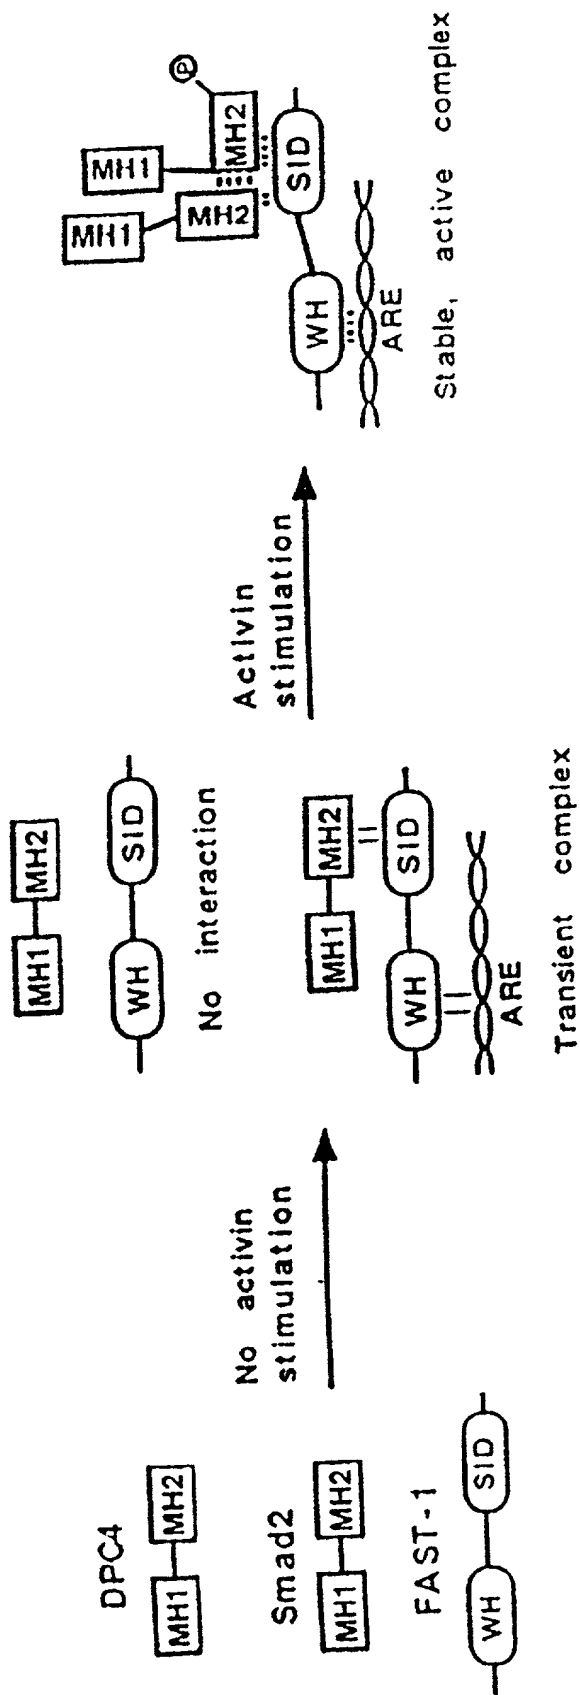 DPC4
MH1 MH2
Smad2
MH1 MH2
FAST-1
WH SID
No activin
stimulation
MH1 MH2
WH SID
No interaction
MH1 MH2
WH SID
ARE
Transient complex
Activin
stimulation
MH1 MH1
P
MH2 MH2
WH SID
ARE
Stable, active complex